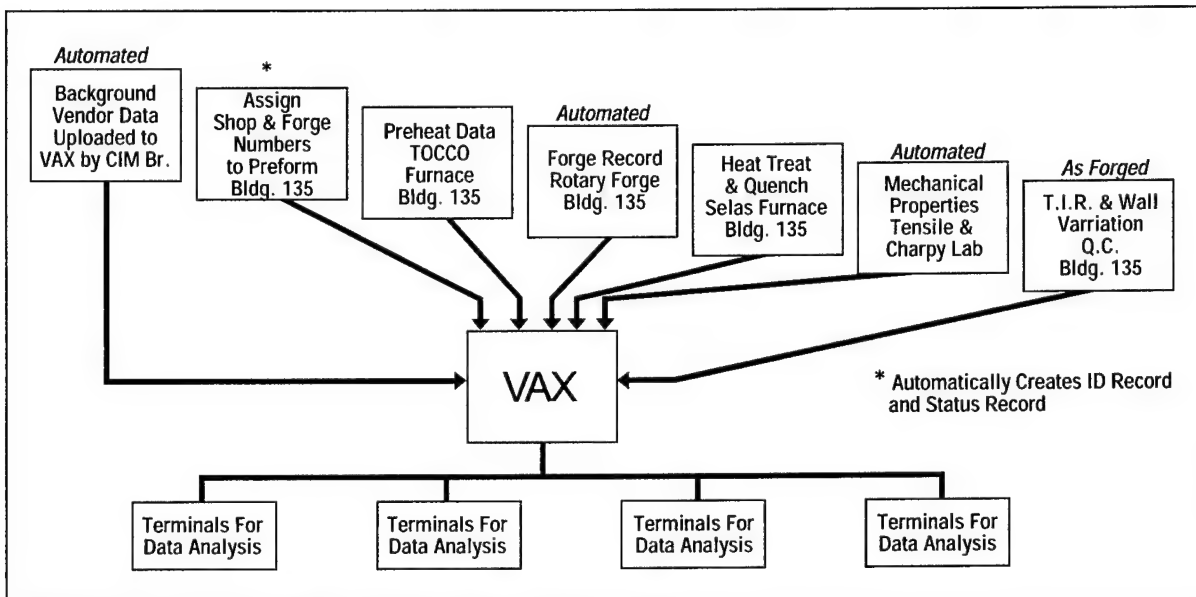 Automated
Background
Vendor Data
Uploaded to
VAX by CIM Br.
*
Assign
Shop & Forge
Numbers
to Preform
Bldg. 135
Preheat Data
TOCCO
Furnace
Bldg. 135
Automated
Forge Record
Rotary Forge
Bldg. 135
Heat Treat
& Quench
Selas Furnace
Bldg. 135
Automated
Mechanical
Properties
Tensile &
Charpy Lab
As Forged
T.I.R. & Wall
Varriation
Q.C.
Bldg. 135
VAX
* Automatically Creates ID Record
and Status Record
Terminals For
Data Analysis
Terminals For
Data Analysis
Terminals For
Data Analysis
Terminals For
Data Analysis